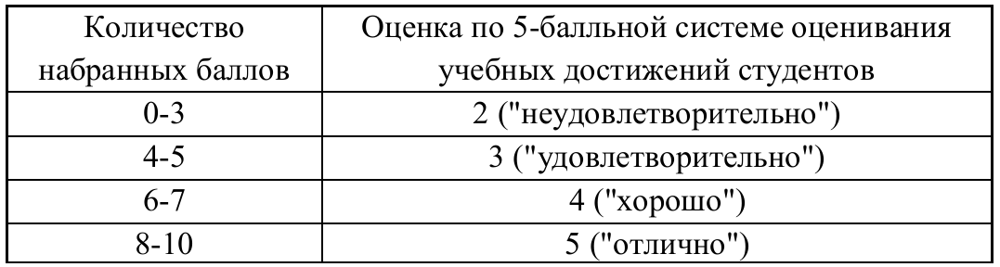 Количество
набранных баллов
Оценка по 5-балльной системе оценивания
учебных достижений студентов
0-3
2 ("неудовлетворительно")
4-5
3 ("удовлетворительно")
6-7
4 ("хорошо")
8-10
5 ("отлично")